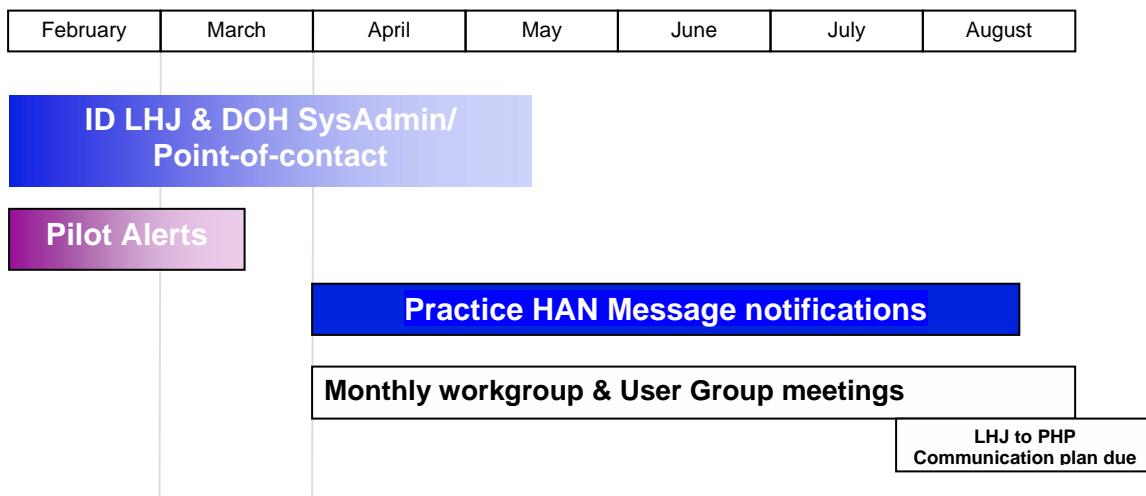 February March April May June July August
ID LHJ & DOH SysAdmin/
Point-of-contact
Pilot Alerts
Practice HAN Message notifications
Monthly workgroup & User Group meetings
LHJ to PHP
Communication plan due